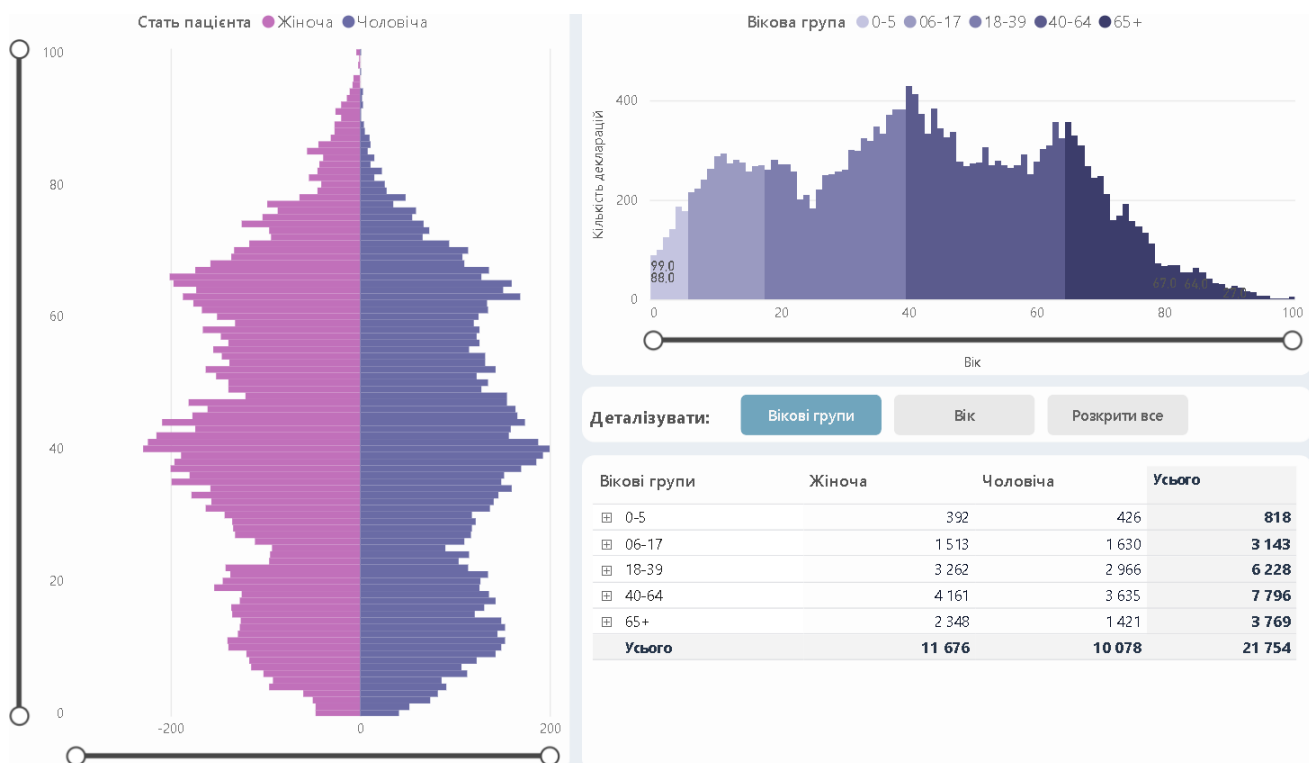 Стать пацієнта Жіноча Чоловіча
100
80
60
40
20
0
-200 0 200
Вікова група 0-5 06-17 18-39 40-64 65+
Кількість декларацій
400
200
0
99.0
88.0
67.0 64.0
0 20 40 60 80 100
Вік
Деталізувати: Вікові групи Вік Розкрити все
Вікові групи Жіноча Чоловіча Усього
0-5 392 426 818
06-17 1 513 1 630 3 143
18-39 3 262 2 966 6 228
40-64 4 161 3 635 7 796
65+ 2 348 1 421 3 769
Усього 11 676 10 078 21 754